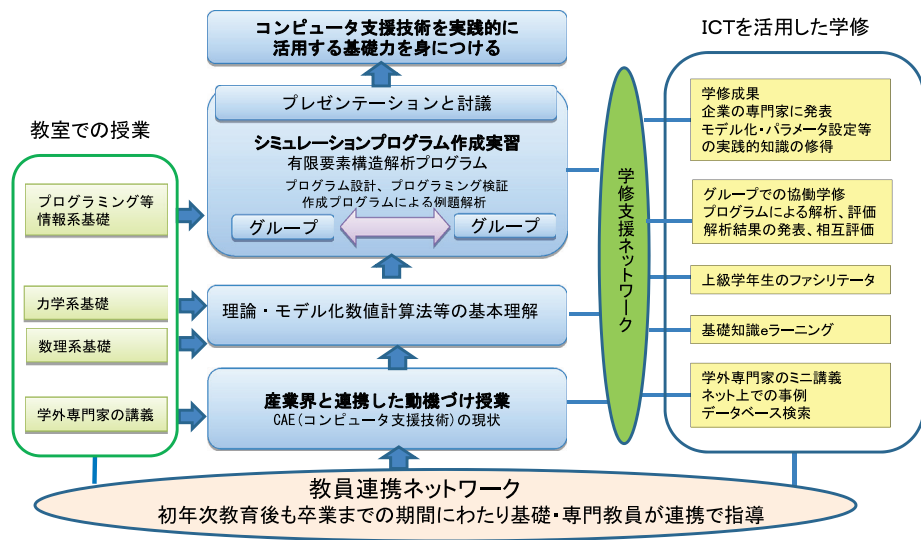 コンピュータ支援技術を実践的に
活用する基礎力を身につける
プレゼンテーションと討議
シミュレーションプログラム作成実習
有限要素構造解析プログラム
プログラム設計、プログラミング検証
作成プログラムによる例題解析
グループ
グループ
理論・モデル化数値計算法等の基本理解
産業界と連携した動機づけ授業
CAE(コンピュータ支援技術)の現状
教室での授業
プログラミング等
情報系基礎
力学系基礎
数理系基礎
学外専門家の講義
学修支援ネットワーク
ICTを活用した学修
学修成果
企業の専門家に発表
モデル化・パラメータ設定等
の実践的知識の修得
グループでの協働学修
プログラムによる解析、評価
解析結果の発表、相互評価
上級学年生のファシリテータ
基礎知識eラーニング
学外専門家のミニ講義
ネット上での事例
データベース検索
教員連携ネットワーク
初年次教育後も卒業までの期間にわたり基礎・専門教員が連携で指導